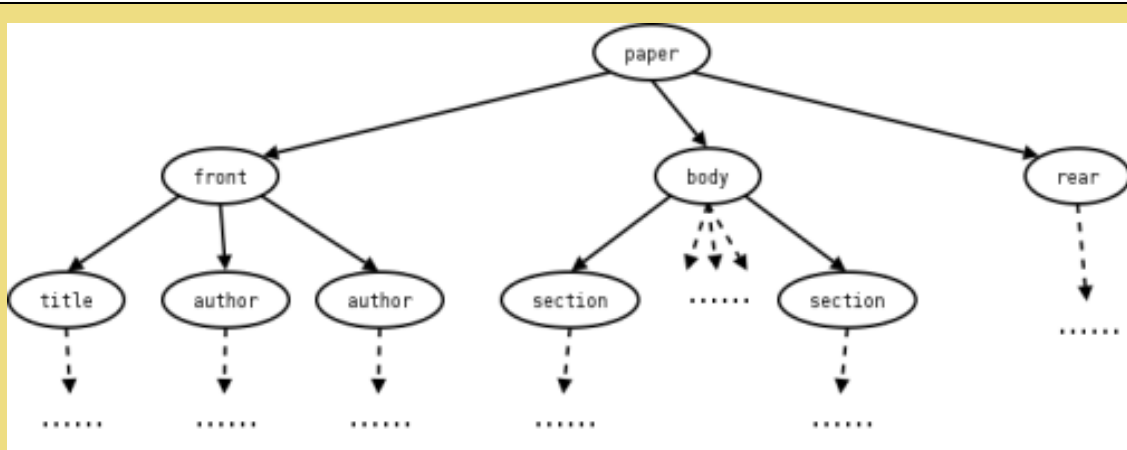 paper
front body rear
title author author section ...... section
......
...... ...... ...... ...... ......